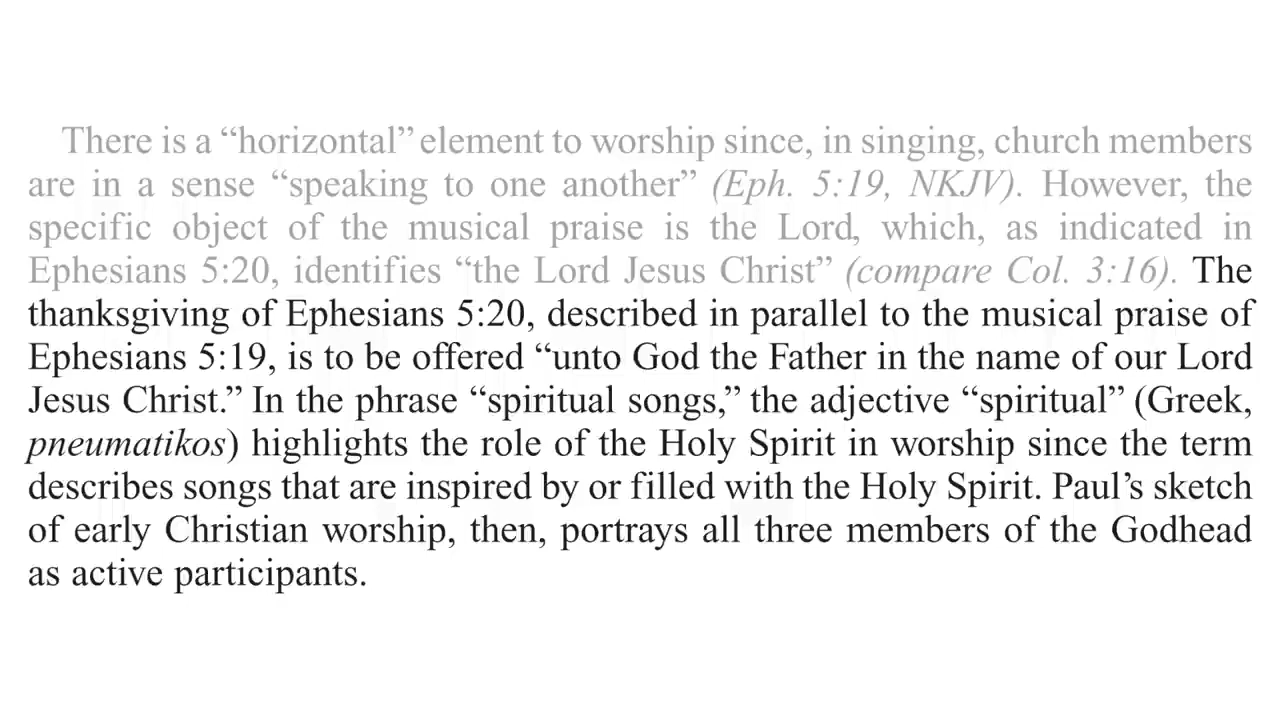 There is a “horizontal” element to worship since, in singing, church members
are in a sense “speaking to one another” (Eph. 5:19, NKJV). However, the
specific object of the musical praise is the Lord, which, as indicated in
Ephesians 5:20, identifies “the Lord Jesus Christ” (compare Col. 3:16). The
thanksgiving of Ephesians 5:20, described in parallel to the musical praise of
Ephesians 5:19, is to be offered “unto God the Father in the name of our Lord
Jesus Christ.” In the phrase “spiritual songs,” the adjective “spiritual” (Greek,
pneumatikos) highlights the role of the Holy Spirit in worship since the term
describes songs that are inspired by or filled with the Holy Spirit. Paul’s sketch
of early Christian worship, then, portrays all three members of the Godhead
as active participants.